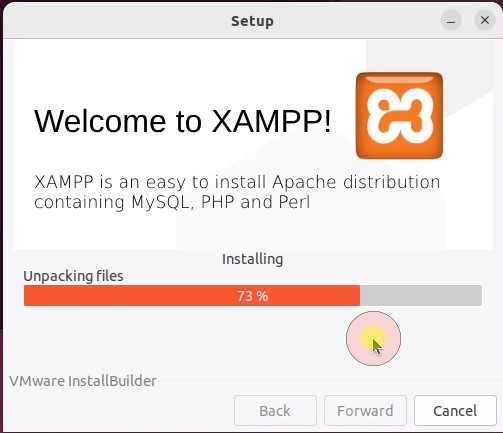 Setup
Welcome to XAMPP!
XAMPP is an easy to install Apache distribution
containing MySQL, PHP and Perl
Installing
Unpacking files
73 %
VMware InstallBuilder
Back
Forward
Cancel